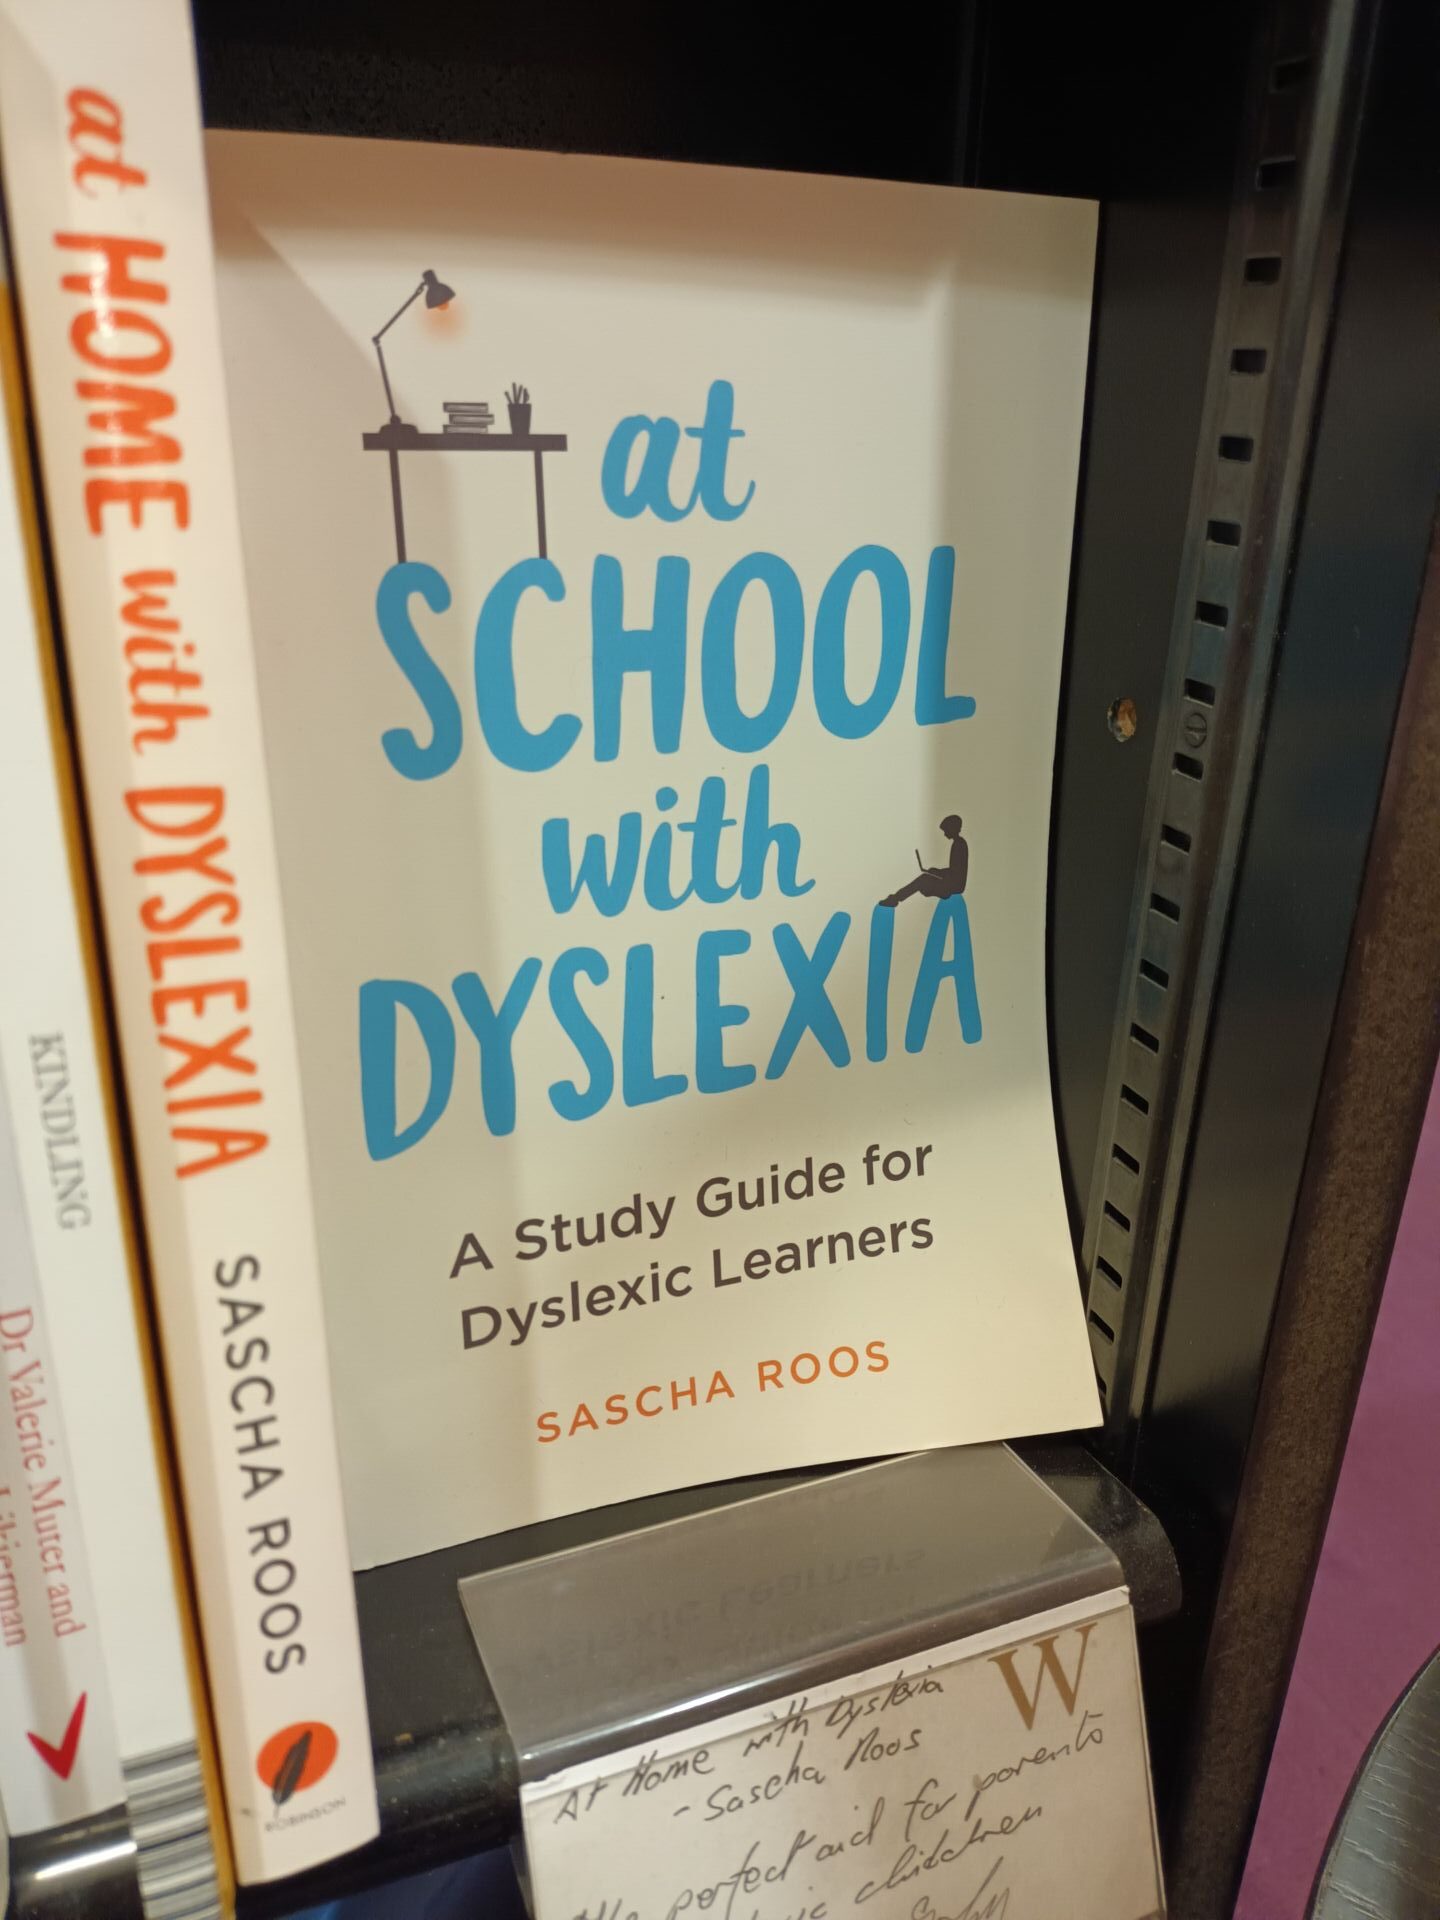 at HOME with DYSLEXIA SASCHA ROOS
ROBINSON
KINDLING
Dr Valerie Muter and
at
SCHOOL
with
DYSLEXIA
A Study Guide for
Dyslexic Learners
SASCHA ROOS
W
At Home with Dyslexia
- Sascha Roos
perfect aid for parents
children